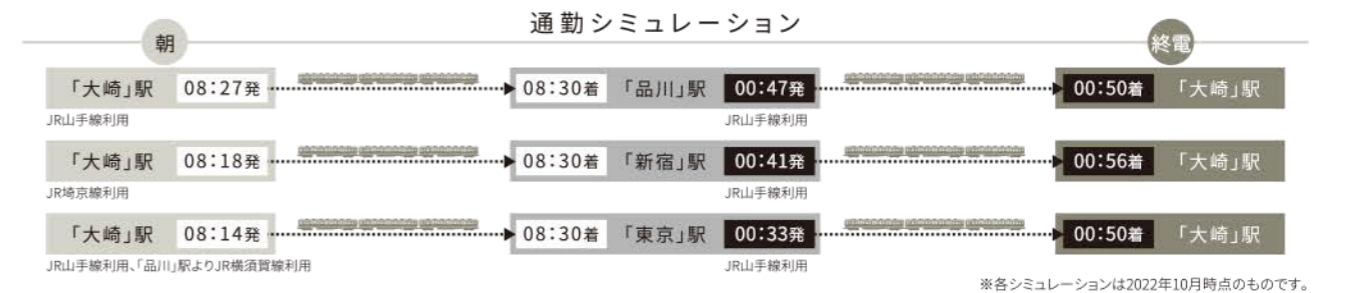 通勤シミュレーション
朝
終電
「大崎」駅 08:27発 08:30着 「品川」駅 00:47発 00:50着 「大崎」駅
JR山手線利用 JR山手線利用
「大崎」駅 08:18発 08:30着 「新宿」駅 00:41発 00:56着 「大崎」駅
JR埼京線利用 JR山手線利用
「大崎」駅 08:14発 08:30着 「東京」駅 00:33発 00:50着 「大崎」駅
JR山手線利用、「品川」駅よりJR横須賀線利用 JR山手線利用
※各シミュレーションは2022年10月時点のものです。